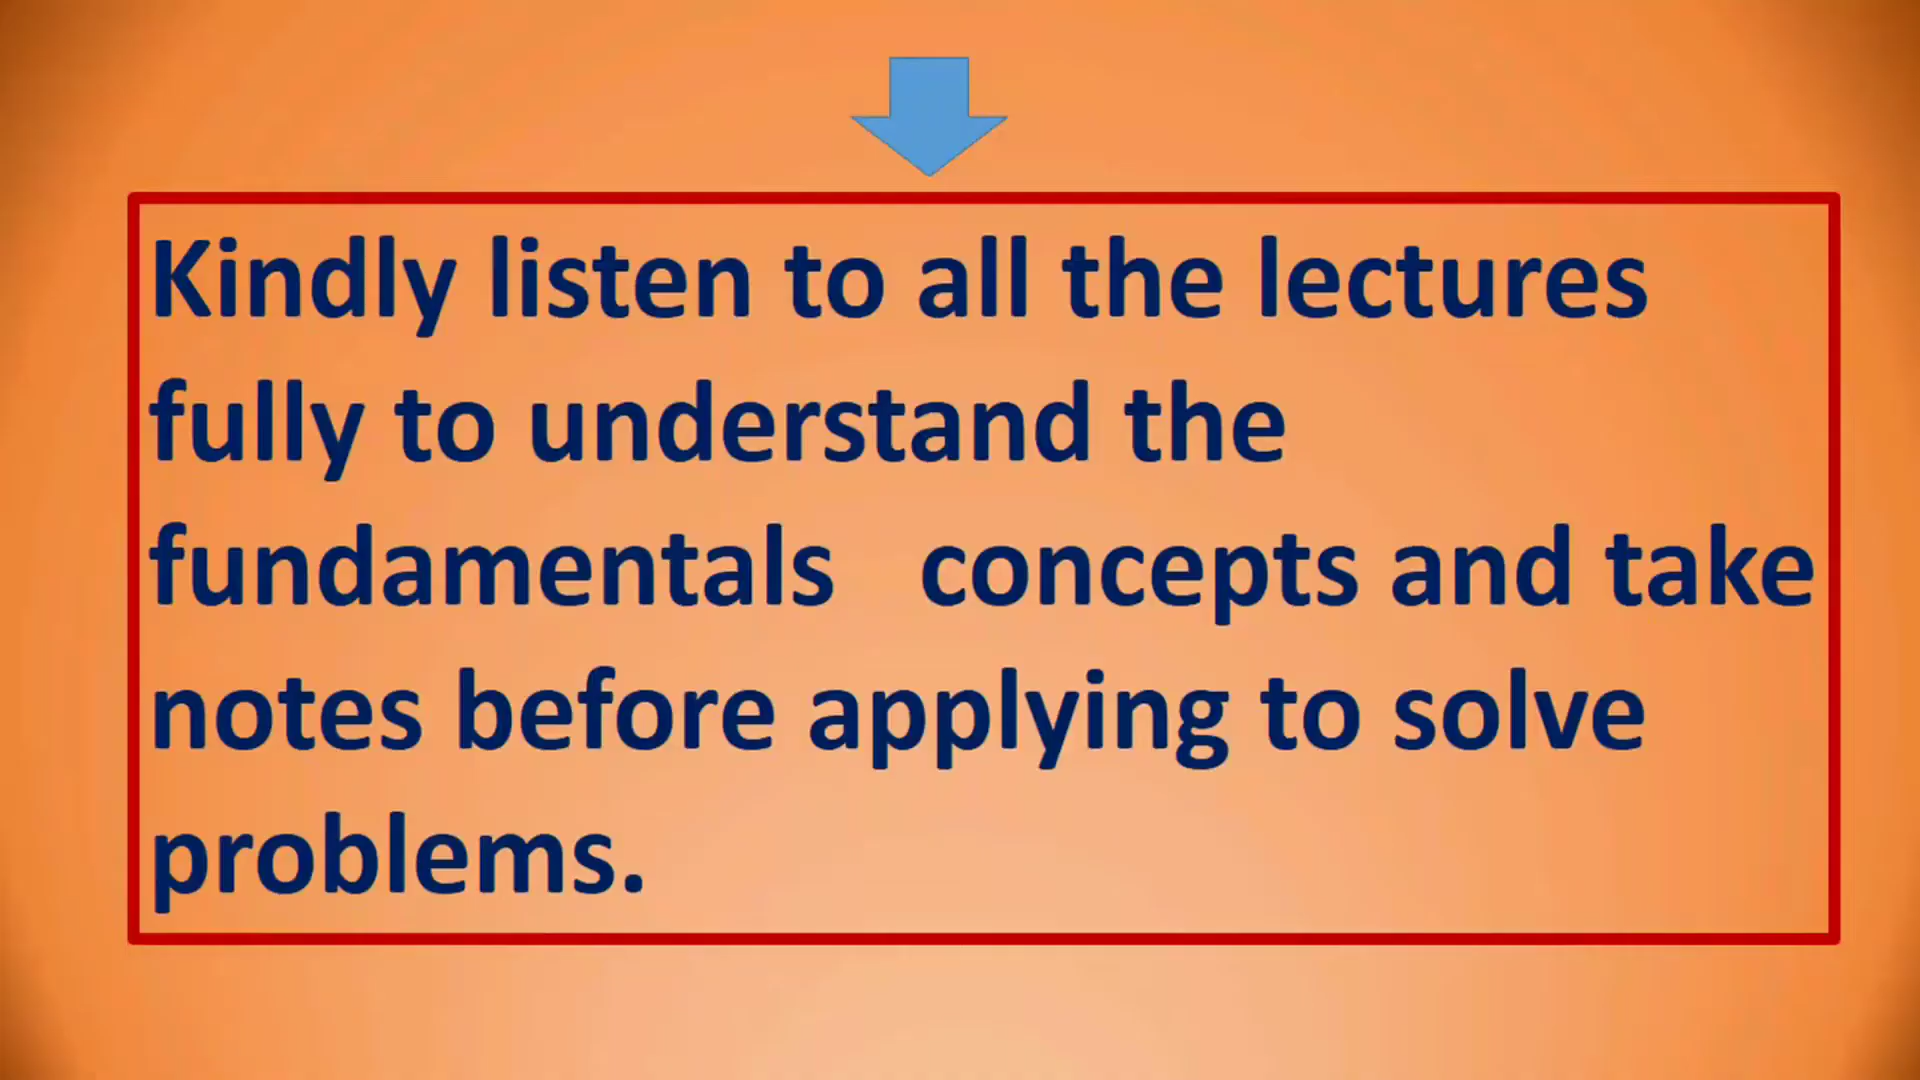 Kindly listen to all the lectures
fully to understand the
fundamentals   concepts and take
notes before applying to solve
problems.